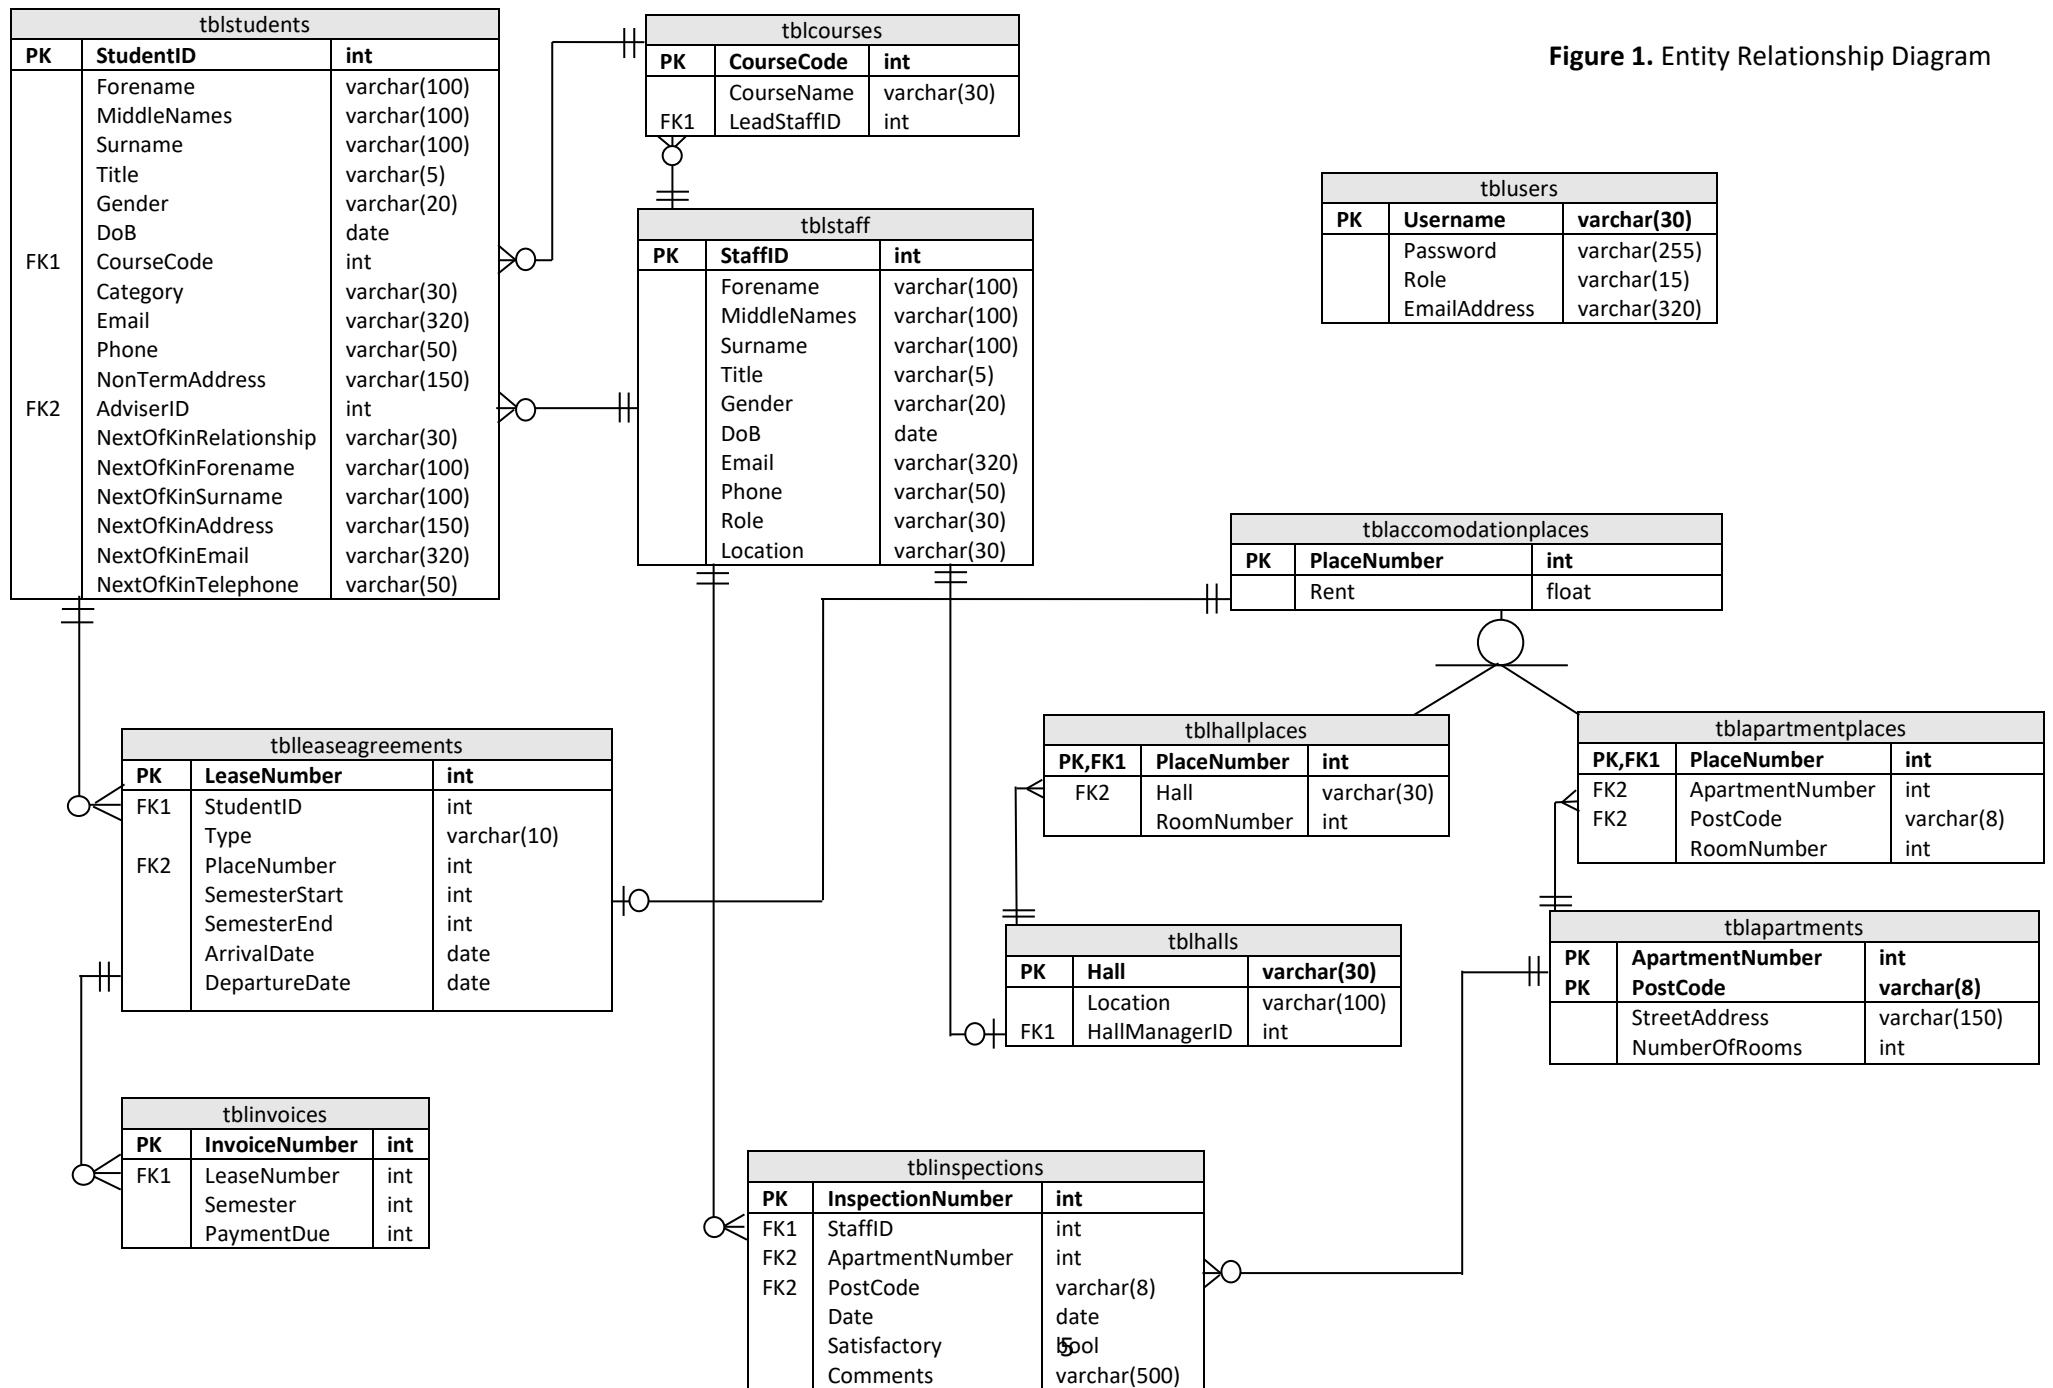 Figure 1. Entity Relationship Diagram
tblstudents
PK StudentID int
Forename varchar(100)
MiddleNames varchar(100)
Surname varchar(100)
Title varchar(5)
Gender varchar(20)
DoB date
FK1 CourseCode int
Category varchar(30)
Email varchar(320)
Phone varchar(50)
NonTermAddress varchar(150)
FK2 AdviserID int
NextOfKinRelationship varchar(30)
NextOfKinForename varchar(100)
NextOfKinSurname varchar(100)
NextOfKinAddress varchar(150)
NextOfKinEmail varchar(320)
NextOfKinTelephone varchar(50)
tblcourses
PK CourseCode int
CourseName varchar(30)
FK1 LeadStaffID int
tblstaff
PK StaffID int
Forename varchar(100)
MiddleNames varchar(100)
Surname varchar(100)
Title varchar(5)
Gender varchar(20)
DoB date
Email varchar(320)
Phone varchar(50)
Role varchar(30)
Location varchar(30)
tblusers
PK Username varchar(30)
Password varchar(255)
Role varchar(15)
EmailAddress varchar(320)
tblaccomodationplaces
PK PlaceNumber int
Rent float
tblleaseagreements
PK LeaseNumber int
FK1 StudentID int
Type varchar(10)
FK2 PlaceNumber int
SemesterStart int
SemesterEnd int
ArrivalDate date
DepartureDate date
tblhallplaces
PK,FK1 PlaceNumber int
FK2 Hall varchar(30)
RoomNumber int
tblapartmentplaces
PK,FK1 PlaceNumber int
FK2 ApartmentNumber int
FK2 PostCode varchar(8)
RoomNumber int
tblhalls
PK Hall varchar(30)
Location varchar(100)
FK1 HallManagerID int
tblapartments
PK ApartmentNumber int
PK PostCode varchar(8)
StreetAddress varchar(150)
NumberOfRooms int
tblinvoices
PK InvoiceNumber int
FK1 LeaseNumber int
Semester int
PaymentDue int
tblinspections
PK InspectionNumber int
FK1 StaffID int
FK2 ApartmentNumber int
FK2 PostCode varchar(8)
Date date
Satisfactory bool
Comments varchar(500)
5